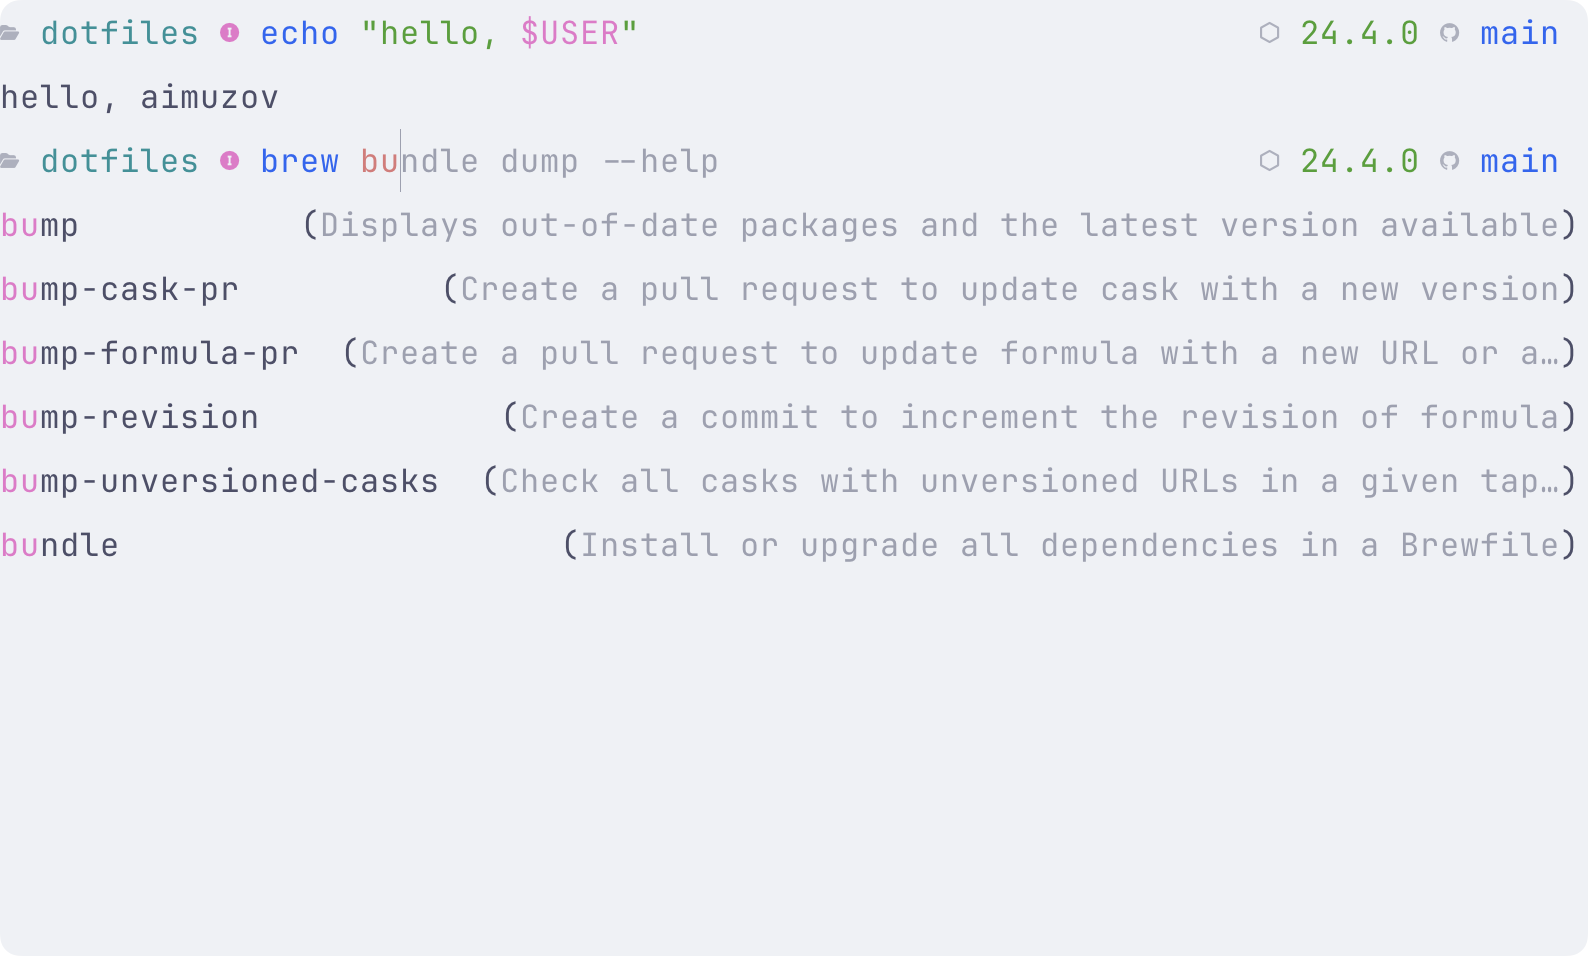 dotfiles I echo "hello, $USER" 24.4.0 main
hello, aimuzov
dotfiles I brew bundle dump --help 24.4.0 main
bump (Displays out-of-date packages and the latest version available)
bump-cask-pr (Create a pull request to update cask with a new version)
bump-formula-pr (Create a pull request to update formula with a new URL or a…)
bump-revision (Create a commit to increment the revision of formula)
bump-unversioned-casks (Check all casks with unversioned URLs in a given tap…)
bundle (Install or upgrade all dependencies in a Brewfile)